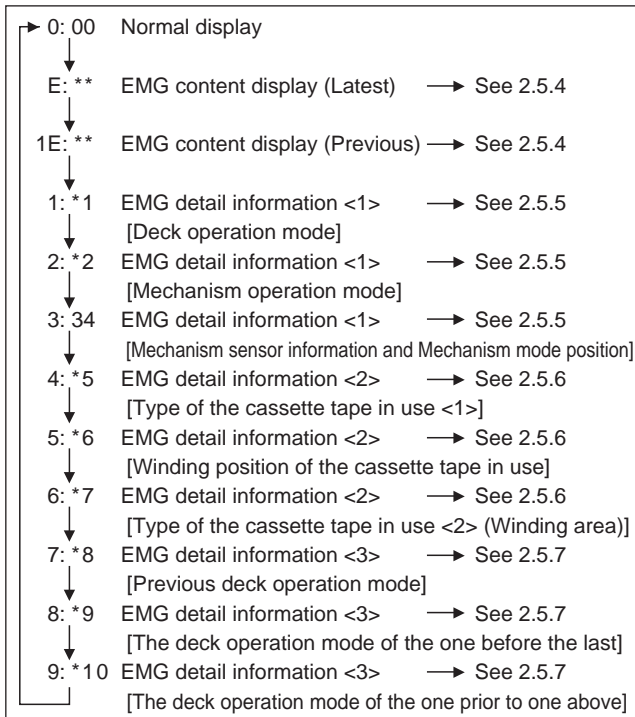 0: 00 Normal display
E: ** EMG content display (Latest) See 2.5.4
1E: ** EMG content display (Previous) See 2.5.4
1: *1 EMG detail information <1> See 2.5.5
[Deck operation mode]
2: *2 EMG detail information <1> See 2.5.5
[Mechanism operation mode]
3: 34 EMG detail information <1> See 2.5.5
[Mechanism sensor information and Mechanism mode position]
4: *5 EMG detail information <2> See 2.5.6
[Type of the cassette tape in use <1>]
5: *6 EMG detail information <2> See 2.5.6
[Winding position of the cassette tape in use]
6: *7 EMG detail information <2> See 2.5.6
[Type of the cassette tape in use <2> (Winding area)]
7: *8 EMG detail information <3> See 2.5.7
[Previous deck operation mode]
8: *9 EMG detail information <3> See 2.5.7
[The deck operation mode of the one before the last]
9: *10 EMG detail information <3> See 2.5.7
[The deck operation mode of the one prior to one above]